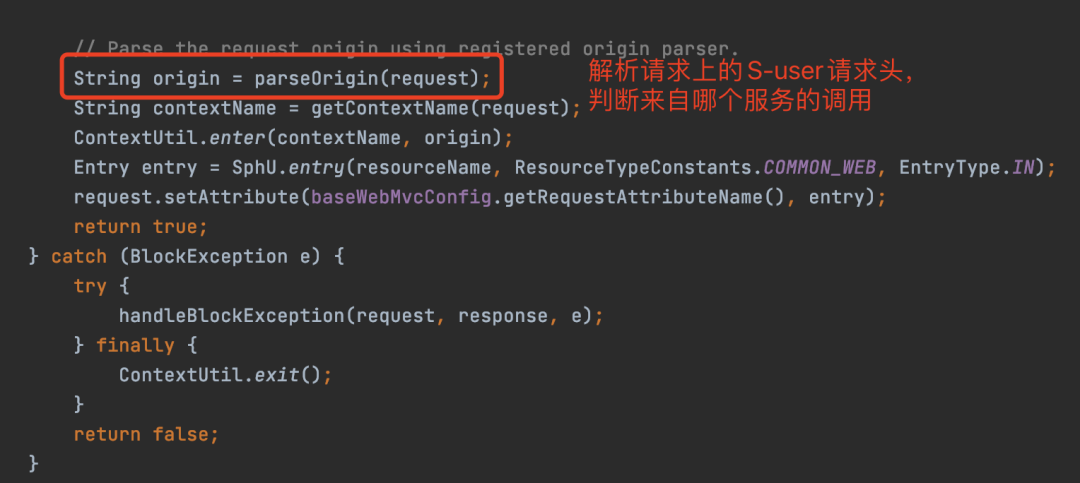 // Parse the request origin using registered origin parser.
String origin = parseOrigin(request);
解析请求上的S-user请求头，
判断来自哪个服务的调用
String contextName = getContextName(request);
ContextUtil.enter(contextName, origin);
Entry entry = SphU.entry(resourceName, ResourceTypeConstants.COMMON_WEB, EntryType.IN);
request.setAttribute(baseWebMvcConfig.getRequestAttributeName(), entry);
return true;
} catch (BlockException e) {
try {
handleBlockException(request, response, e);
} finally {
ContextUtil.exit();
}
return false;
}